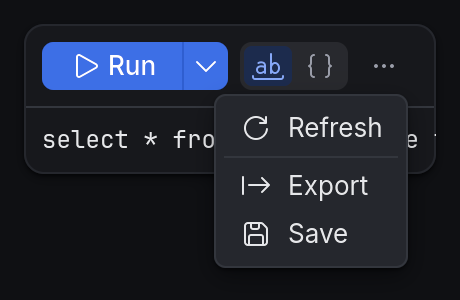 Run ab { } ...
select * fro e
Refresh
Export
Save